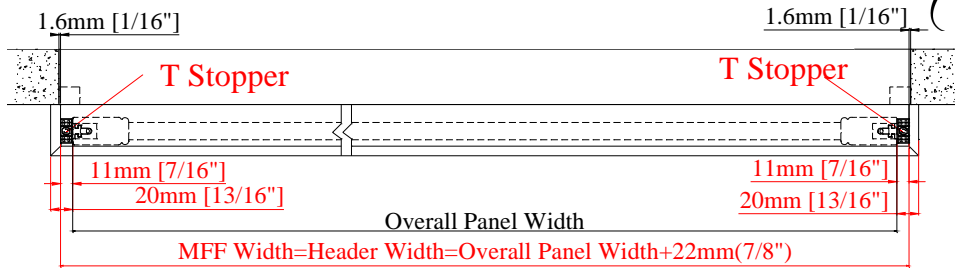 1.6mm [1/16"]
1.6mm [1/16"]
(
T Stopper
T Stopper
11mm [7/16"]
11mm [7/16"]
20mm [13/16"]
20mm [13/16"]
Overall Panel Width
MFF Width=Header Width=Overall Panel Width+22mm(7/8")